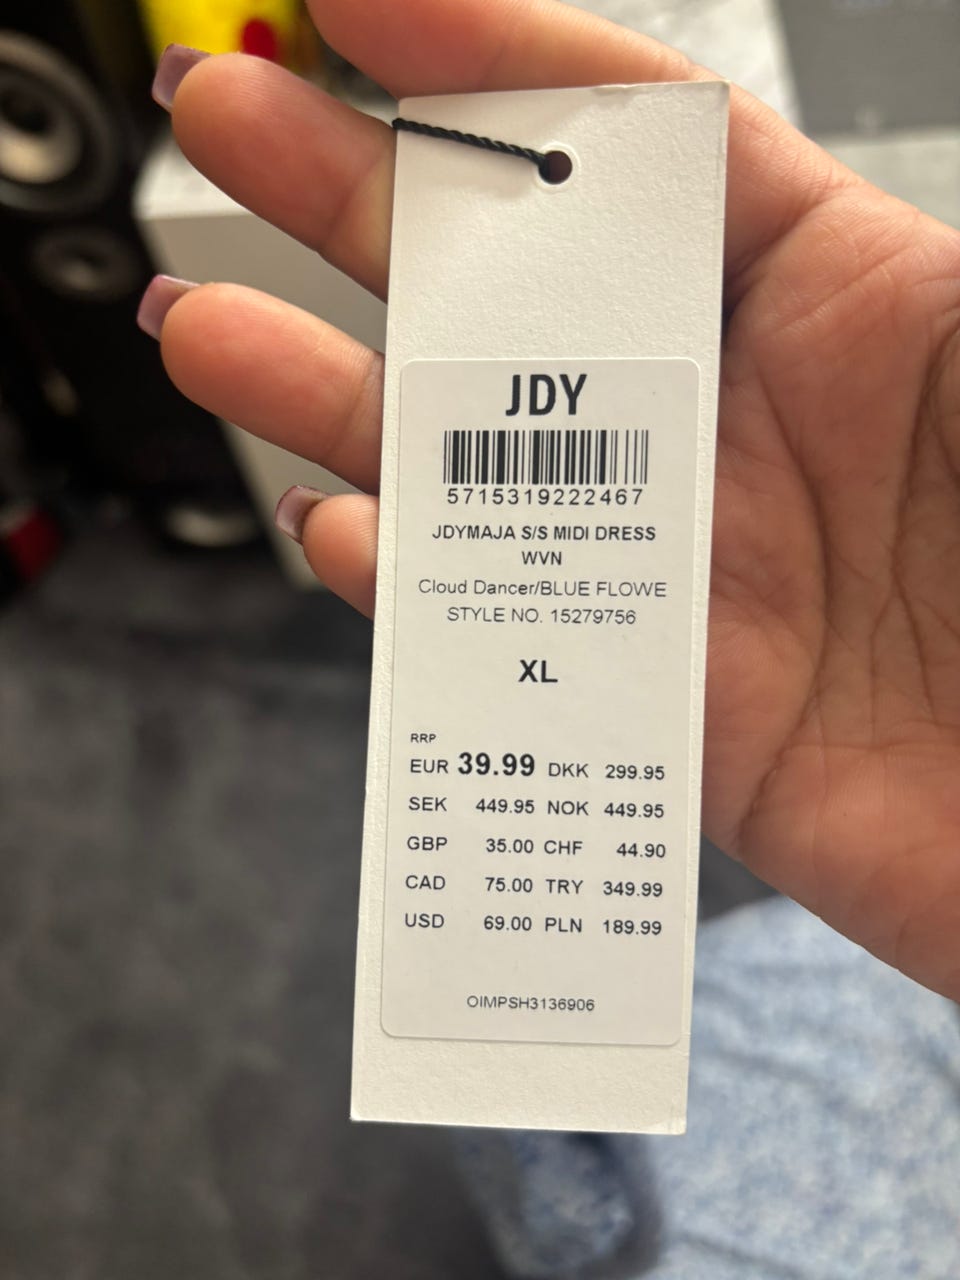 JDY
5715319222467
JDYMAJA S/S MIDI DRESS
WVN
Cloud Dancer/BLUE FLOWE
STYLE NO. 15279756
XL
RRP
EUR 39.99 DKK 299.95
SEK 449.95 NOK 449.95
GBP 35.00 CHF 44.90
CAD 75.00 TRY 349.99
USD 69.00 PLN 189.99
OIMPSH3136906